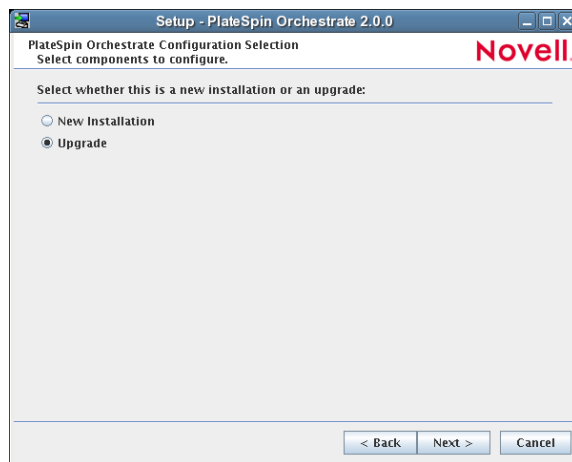 Setup - PlateSpin Orchestrate 2.0.0
PlateSpin Orchestrate Configuration Selection
Select components to configure.
Novell.
Select whether this is a new installation or an upgrade:
New Installation
Upgrade
< Back
Next >
Cancel